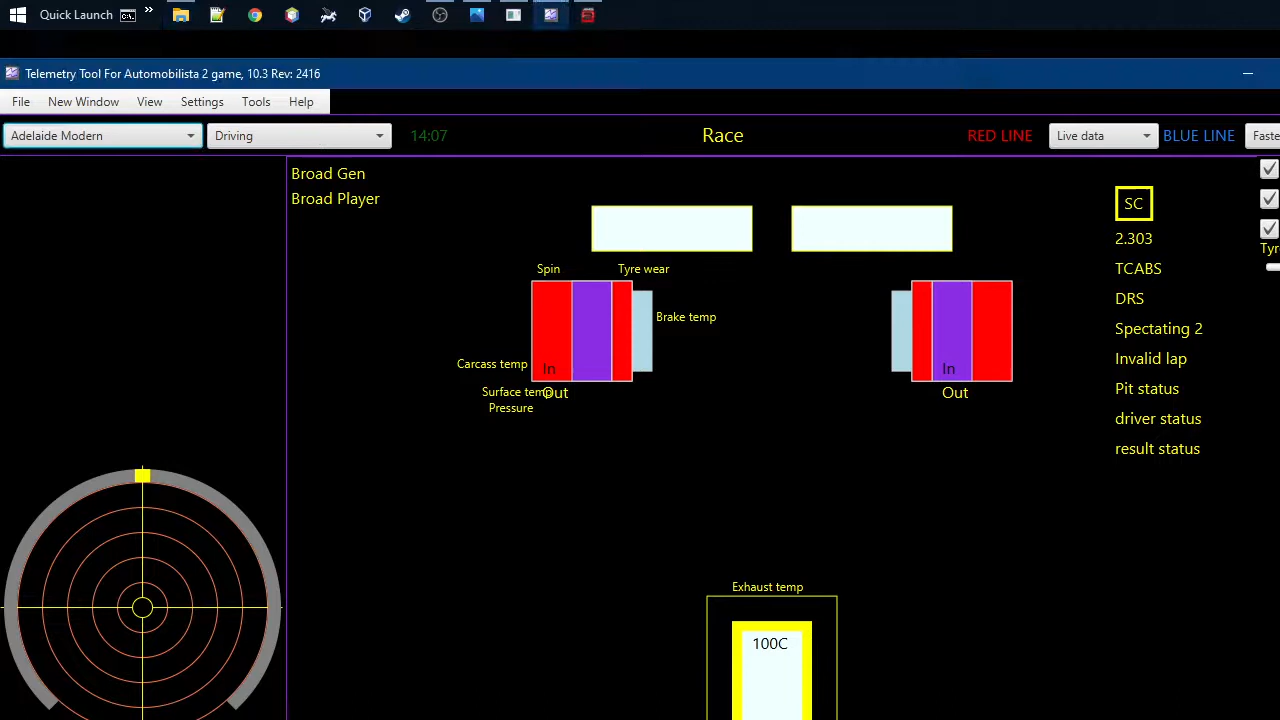 Quick Launch
Telemetry Tool For Automobilista 2 game, 10.3 Rev: 2416
File New Window View Settings Tools Help
Adelaide Modern Driving 14:07 Race RED LINE Live data BLUE LINE Faste
Broad Gen
Broad Player
SC
2.303
Tyr
Spin Tyre wear TCABS
DRS
Brake temp
Spectating 2
Carcass temp In In Invalid lap
Surface temp Out Out Pit status
Pressure
driver status
result status
Exhaust temp
100C